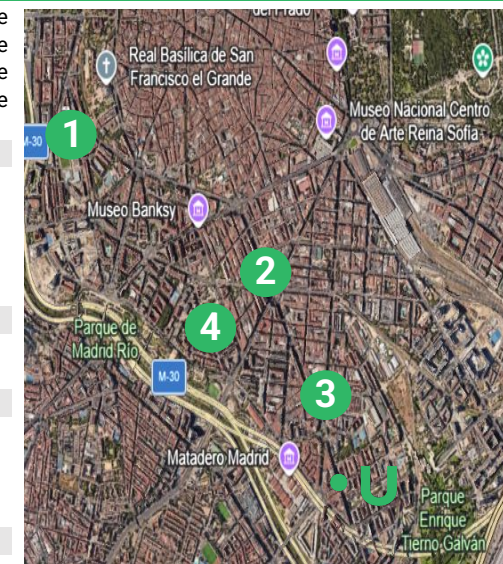 e
e
e
e
del Prado
Real Basílica de San
Francisco el Grande
Museo Nacional Centro
de Arte Reina Sofía
M-30
1
Museo Banksy
2
4
Parque de
Madrid Río
M-30
3
Matadero Madrid
U
Parque
Enrique
Tierno Galván